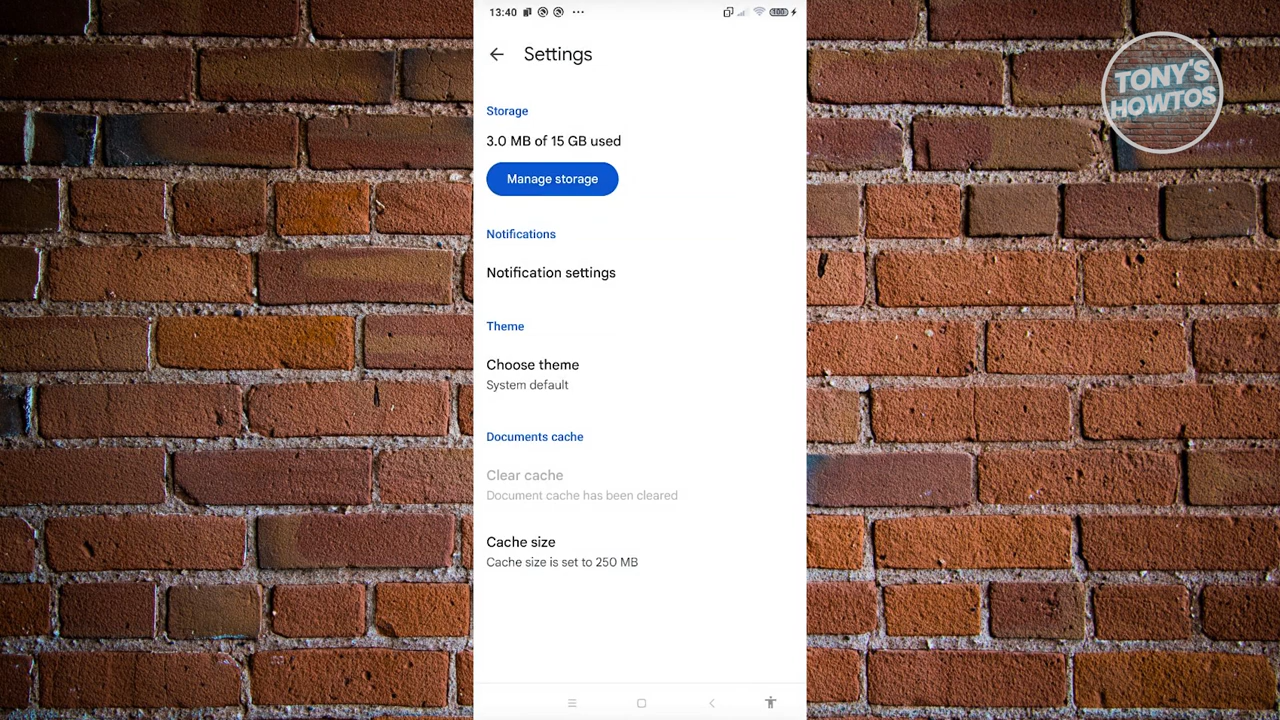 13:40
100
Settings
TONY'S
HOWTOS
Storage
3.0 MB of 15 GB used
Manage storage
Notifications
Notification settings
Theme
Choose theme
System default
Documents cache
Clear cache
Document cache has been cleared
Cache size
Cache size is set to 250 MB